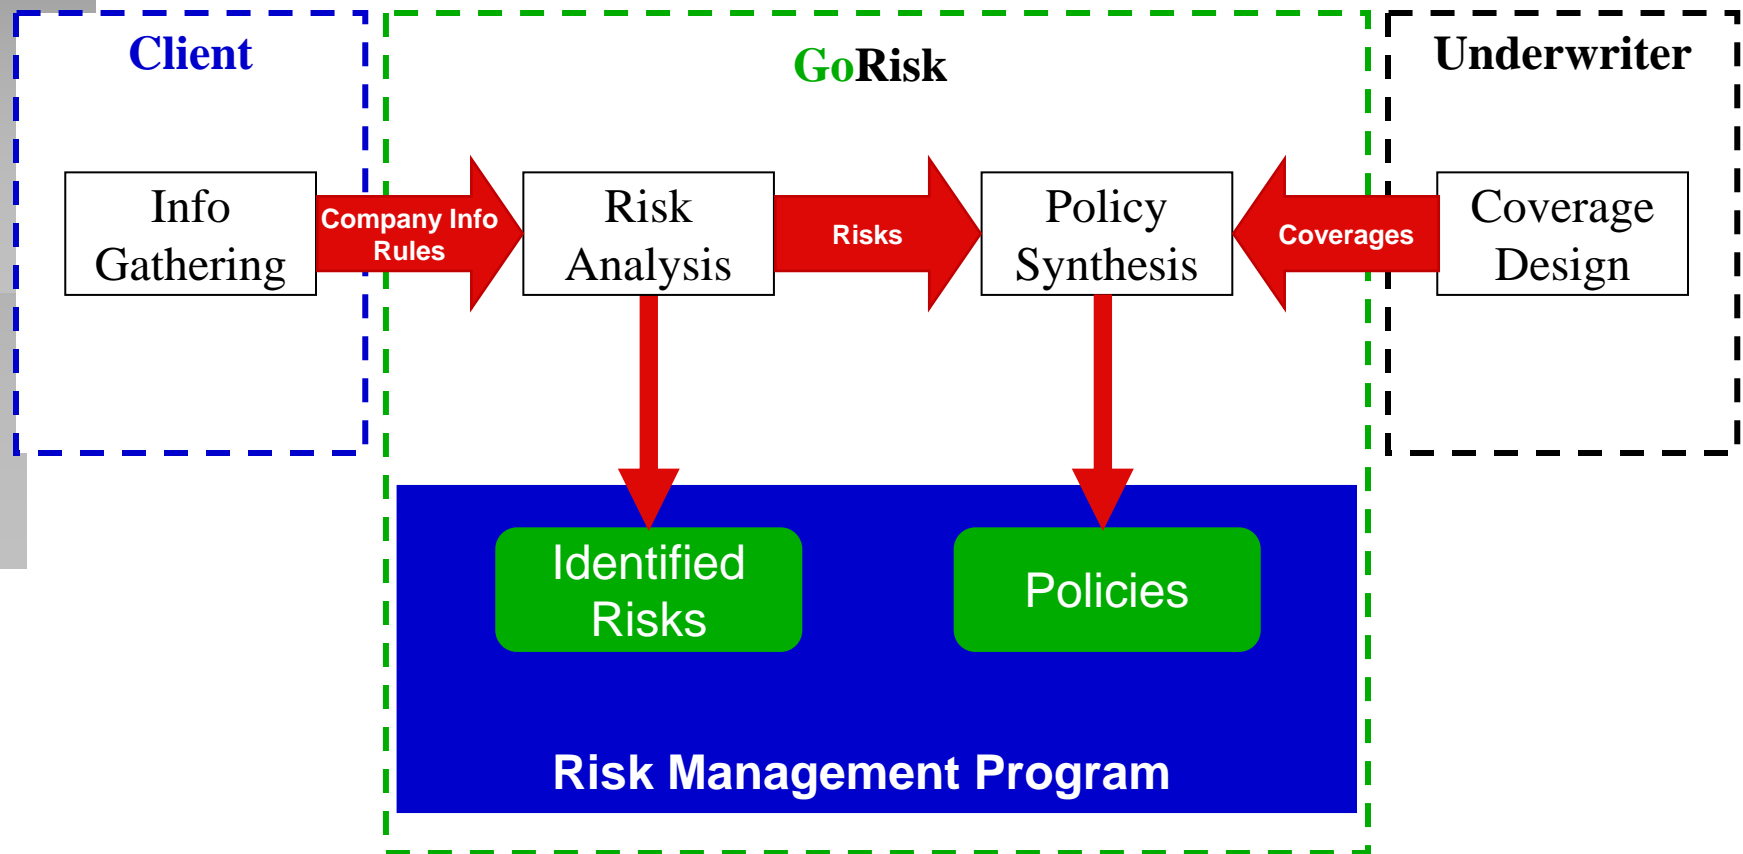 Client
GoRisk
Underwriter
Info
Gathering
Company Info
Rules
Risk
Analysis
Risks
Policy
Synthesis
Coverages
Coverage
Design
Identified
Risks
Policies
Risk Management Program